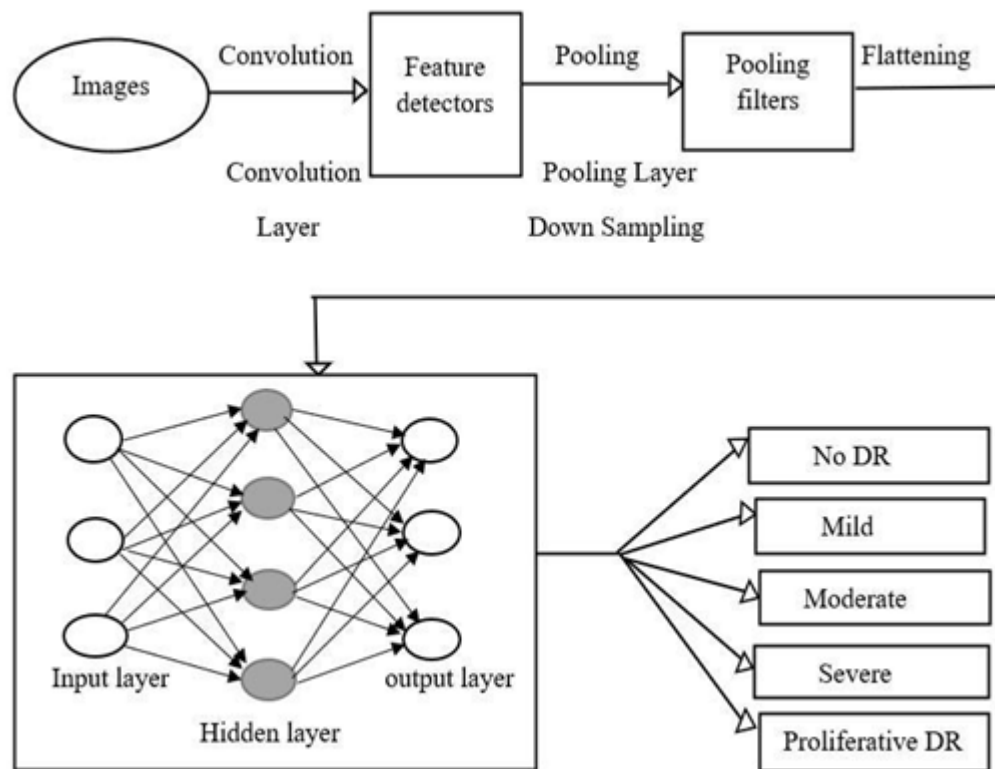 Images
Convolution
Feature
detectors
Pooling
Pooling
filters
Flattening
Convolution
Layer
Pooling Layer
Down Sampling
Input layer
Hidden layer
output layer
No DR
Mild
Moderate
Severe
Proliferative DR